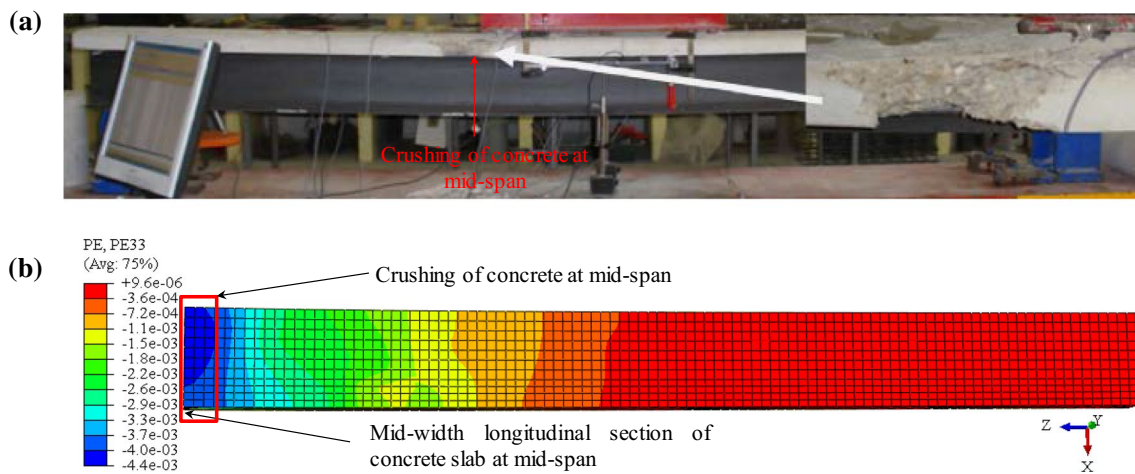 (a)
Crushing of concrete at
mid-span
PE, PE33
(Avg: 75%)
(b)
+9.6e-06
-3.6e-04
-7.2e-04
-1.1e-03
-1.5e-03
-1.8e-03
-2.2e-03
-2.6e-03
-2.9e-03
-3.3e-03
-3.7e-03
-4.0e-03
-4.4e-03
Crushing of concrete at mid-span
Mid-width longitudinal section of
concrete slab at mid-span
Z
Y
X